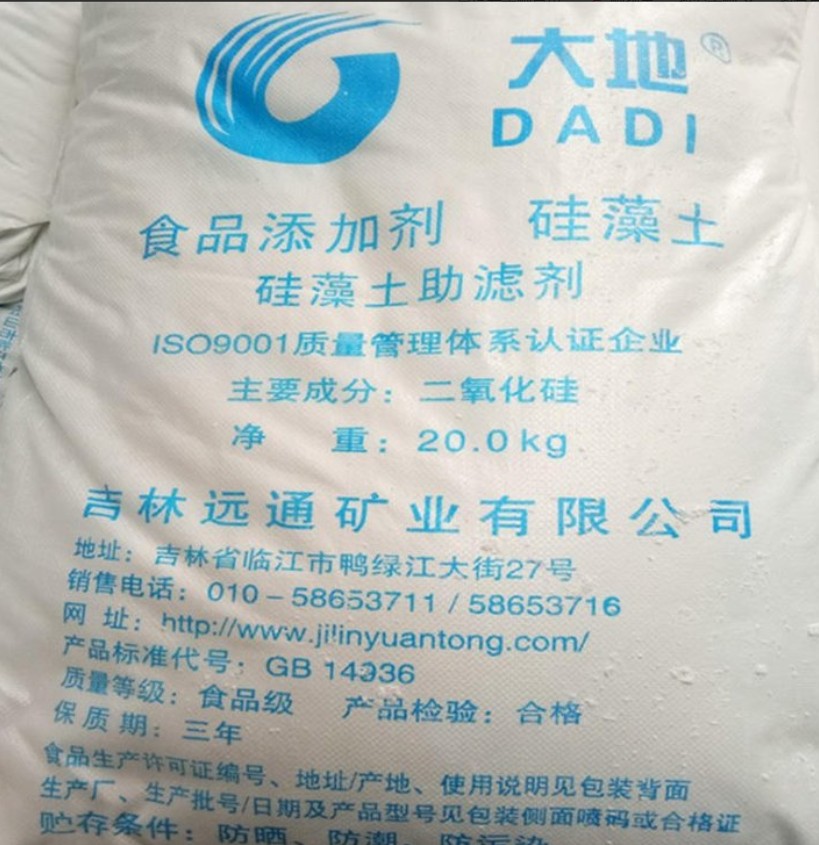 大地®
DADI
食品添加剂 硅藻土
硅藻土助滤剂
ISO9001质量管理体系认证企业
主要成分：二氧化硅
净 重：20.0kg
吉林远通矿业有限公司
地址：吉林省临江市鸭绿江大街27号
销售电话：010-58653711/58653716
网 址：http://www.jilinyuantong.com/
产品标准代号：GB 14936
质量等级：食品级 产品检验：合格
保质期：三年
食品生产许可证编号、地址/产地、使用说明见包装背面
生产厂、生产批号/日期及产品型号见包装侧面喷码或合格证
贮存条件：防晒、防潮、防污染